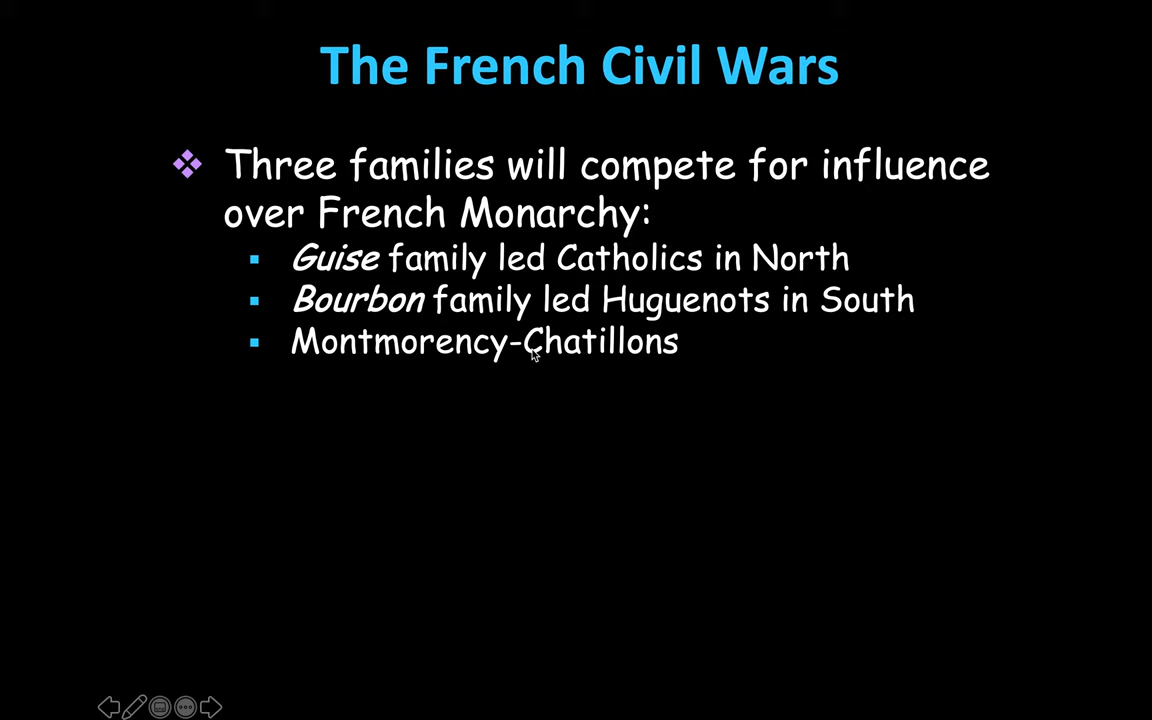 The French Civil Wars
Three families will compete for influence
over French Monarchy:
Guise family led Catholics in North
Bourbon family led Huguenots in South
Montmorency-Chatillons